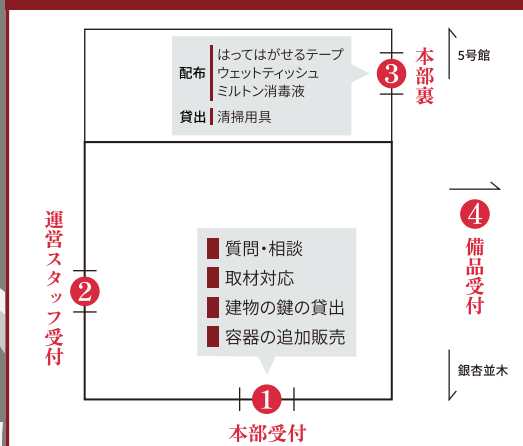 配布
はってはがせるテープ
ウェットティッシュ
ミルトン消毒液
貸出
清掃用具
3
本部裏
5号館
運営スタッフ受付
2
質問・相談
取材対応
建物の鍵の貸出
容器の追加販売
4
備品受付
銀杏並木
1
本部受付